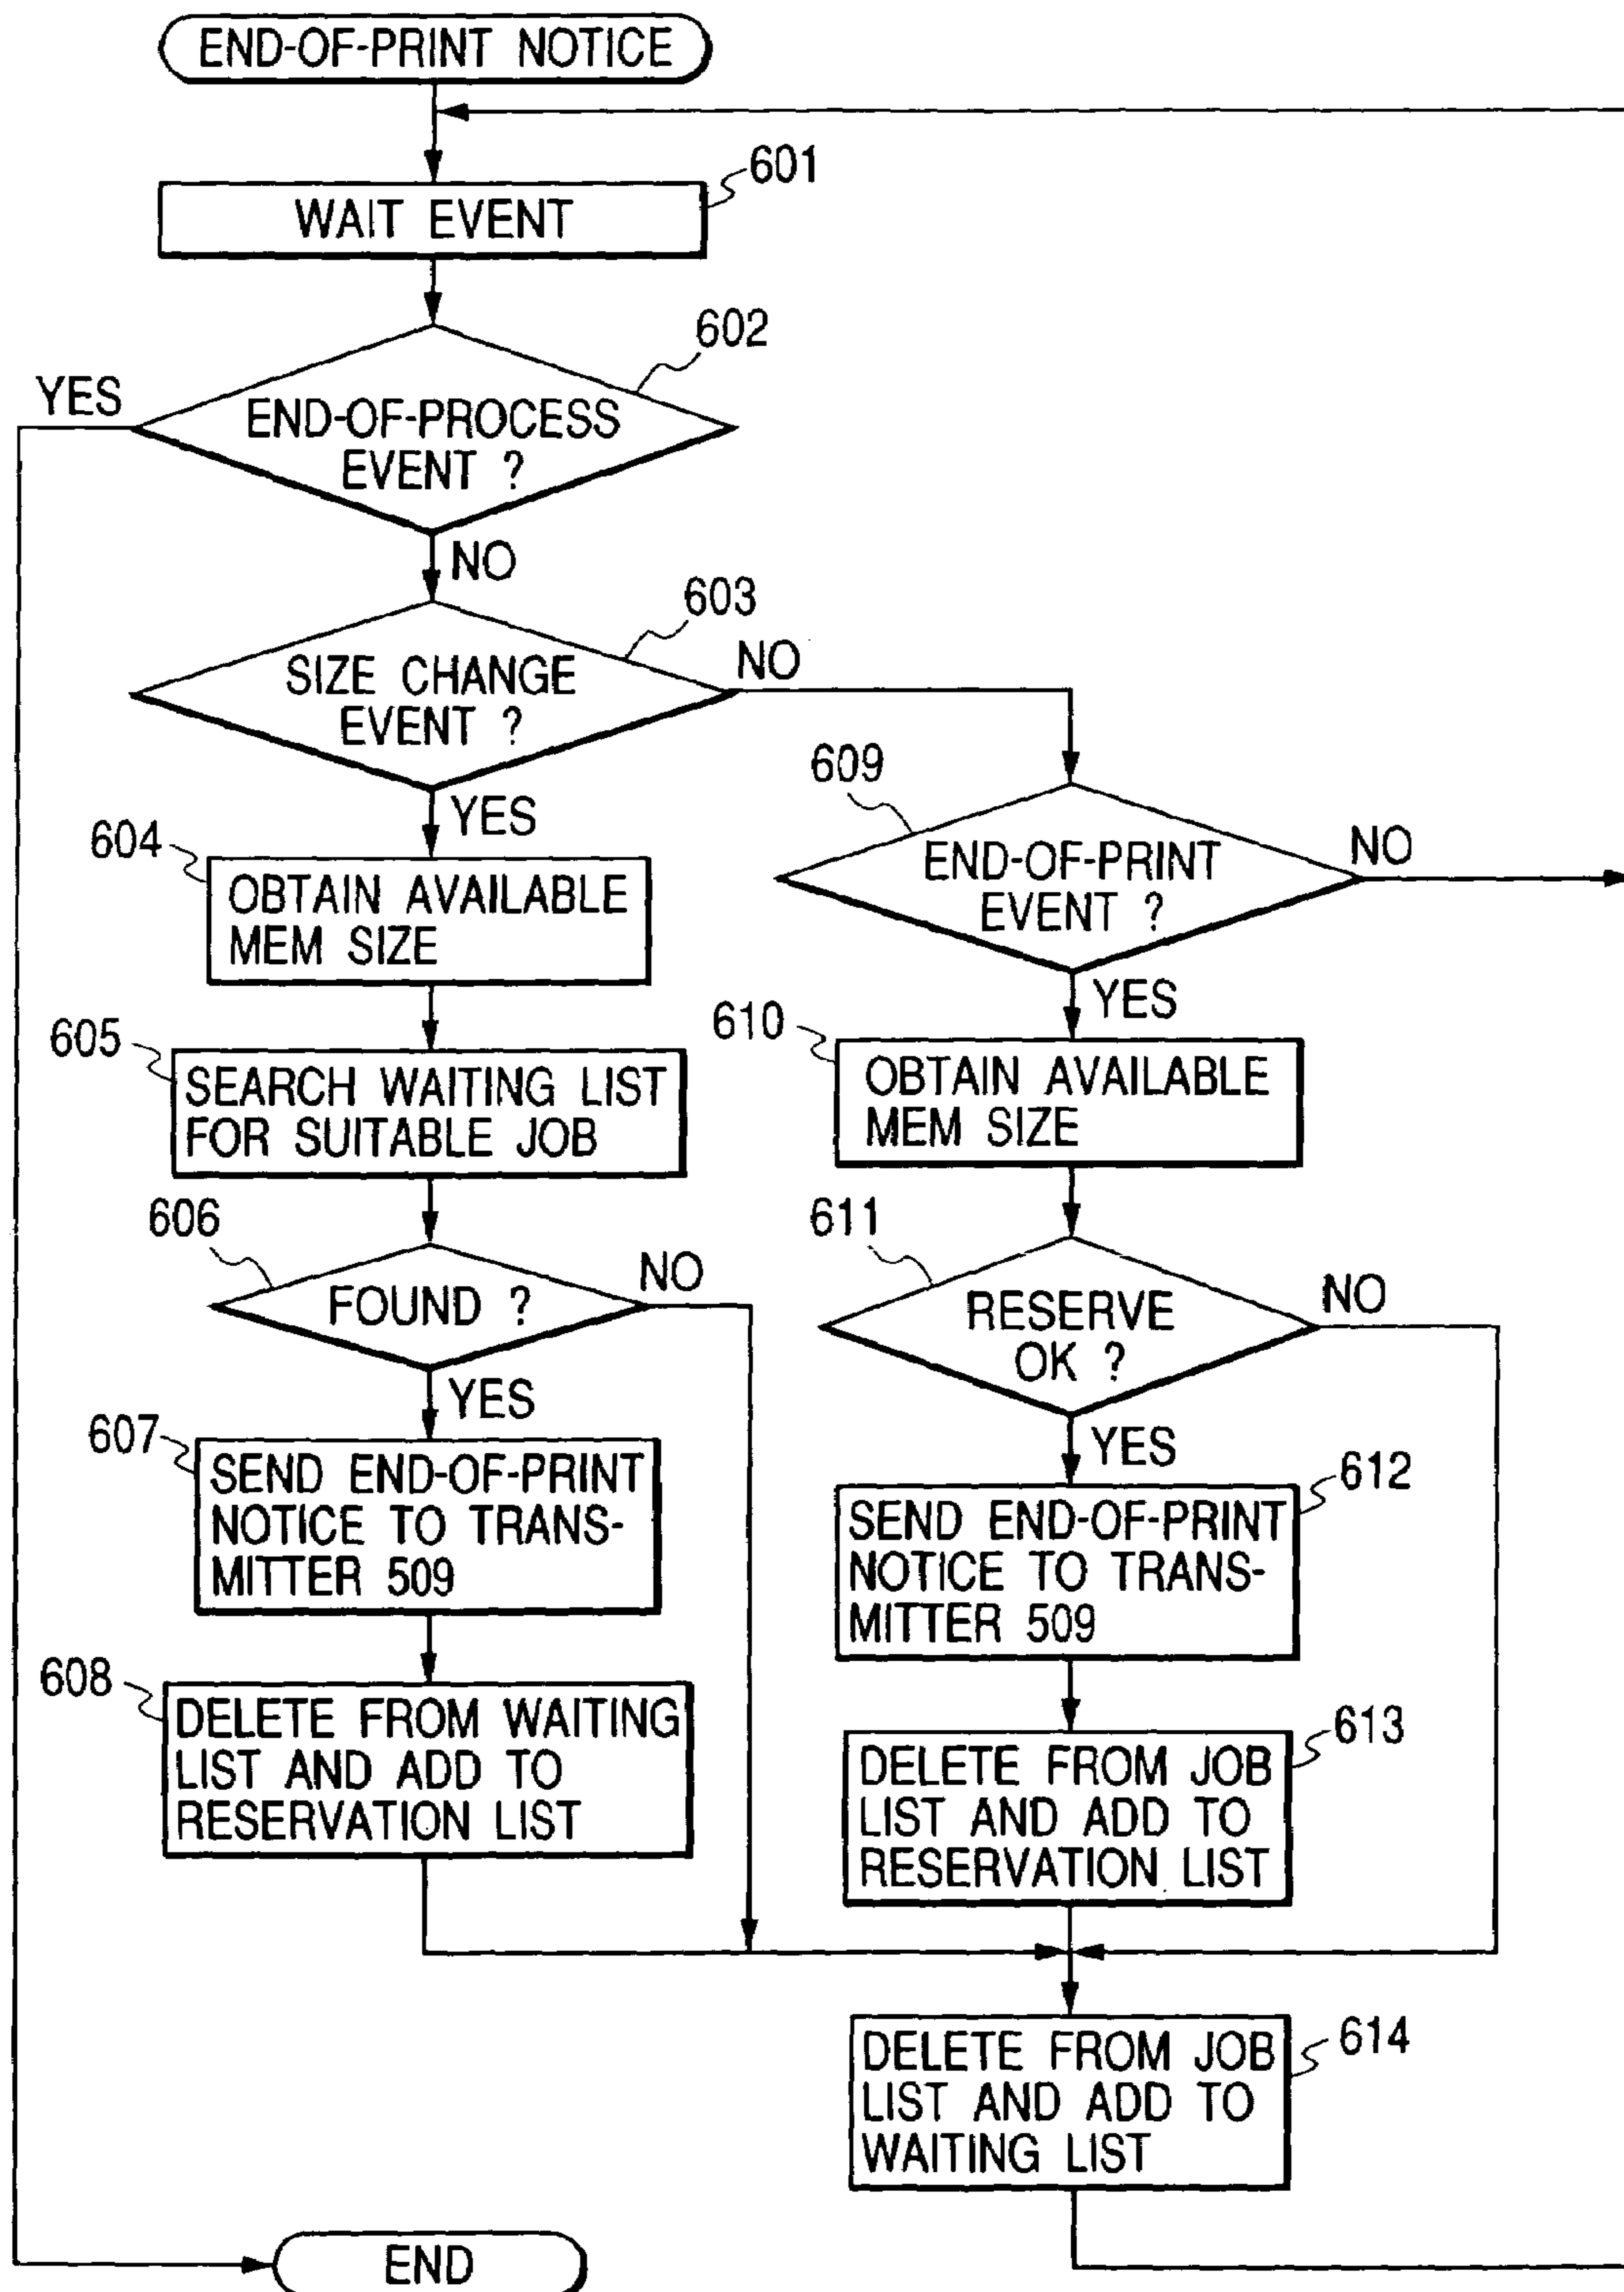 END-OF-PRINT NOTICE
601
WAIT EVENT
602
YES
END-OF-PROCESS
EVENT ?
NO
603
SIZE CHANGE
EVENT ?
NO
YES
604
OBTAIN AVAILABLE
MEM SIZE
605
SEARCH WAITING LIST
FOR SUITABLE JOB
606
FOUND ?
NO
YES
607
SEND END-OF-PRINT
NOTICE TO TRANS-
MITTER 509
608
DELETE FROM WAITING
LIST AND ADD TO
RESERVATION LIST
609
END-OF-PRINT
EVENT ?
NO
YES
610
OBTAIN AVAILABLE
MEM SIZE
611
RESERVE
OK ?
NO
YES
612
SEND END-OF-PRINT
NOTICE TO TRANS-
MITTER 509
613
DELETE FROM JOB
LIST AND ADD TO
RESERVATION LIST
614
DELETE FROM JOB
LIST AND ADD TO
WAITING LIST
END